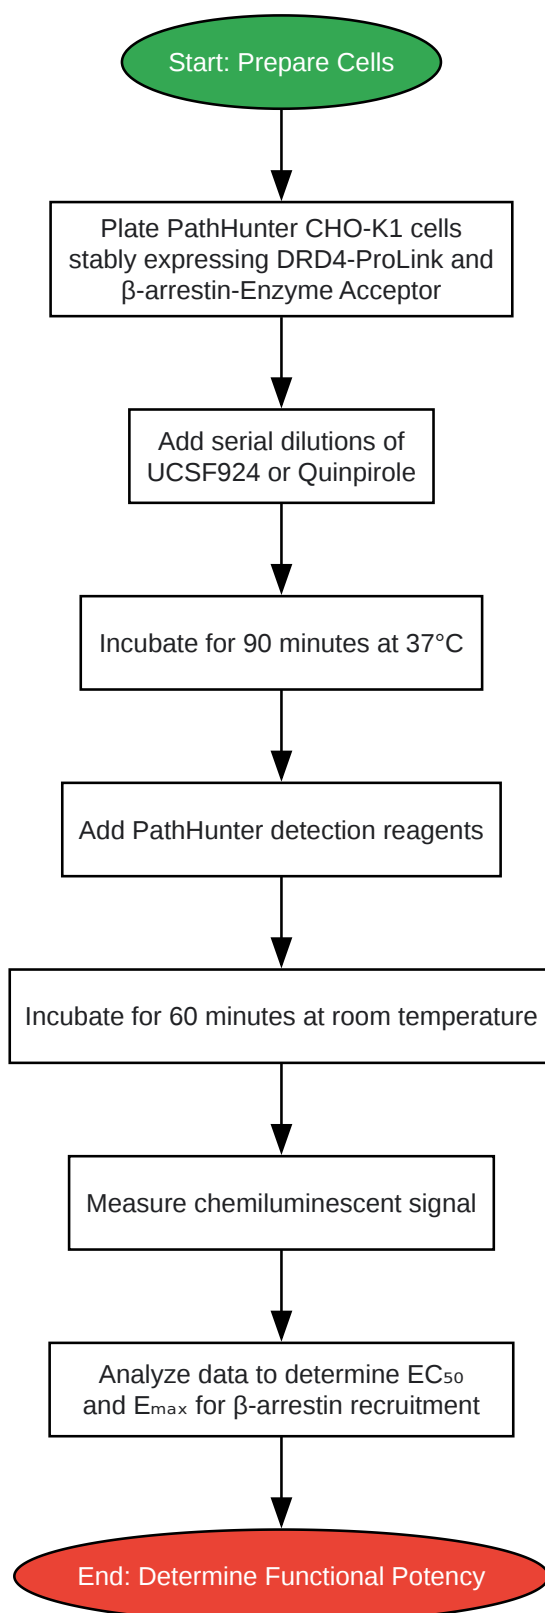 Start: Prepare Cells
Plate PathHunter CHO-K1 cells
stably expressing DRD4-ProLink and
β-arrestin-Enzyme Acceptor
Add serial dilutions of
UCSF924 or Quinpirole
Incubate for 90 minutes at 37°C
Add PathHunter detection reagents
Incubate for 60 minutes at room temperature
Measure chemiluminescent signal
Analyze data to determine EC₅₀
and Eₘₐₓ for β-arrestin recruitment
End: Determine Functional Potency